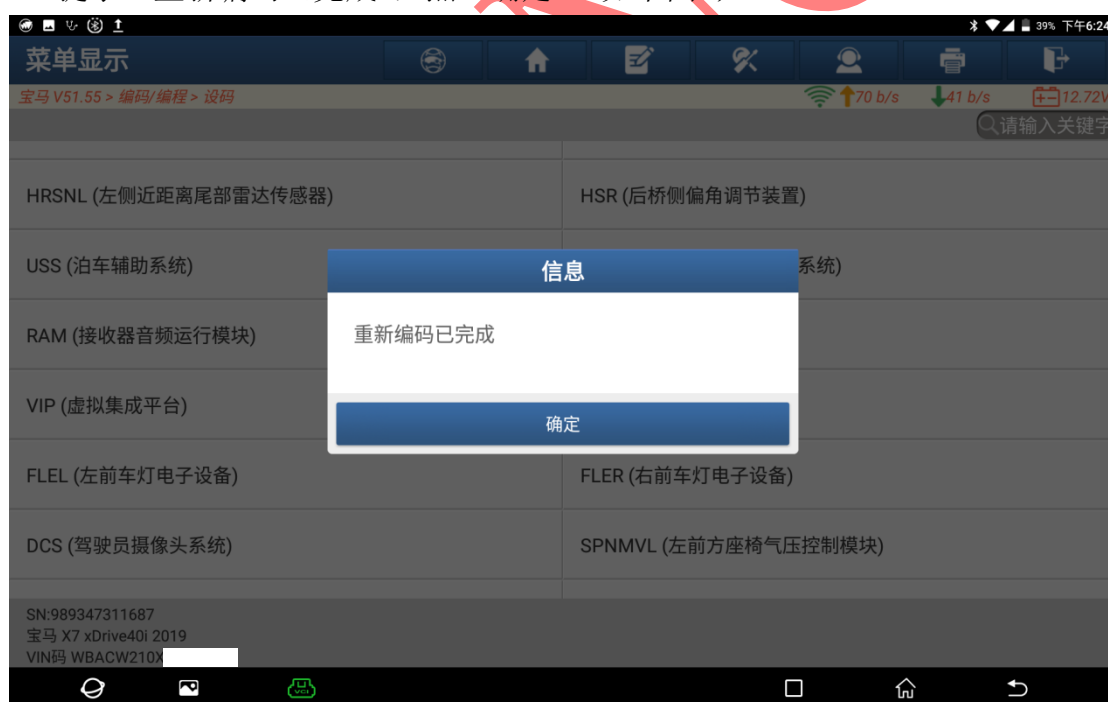 39% 下午6:24
菜单显示
宝马 V51.55 > 编码/编程 > 设码
70 b/s 41 b/s 12.72V
请输入关键字
HRSNL (左侧近距离尾部雷达传感器) HSR (后桥侧偏角调节装置)
USS (泊车辅助系统) 系统)
信息
RAM (接收器音频运行模块)
重新编码已完成
VIP (虚拟集成平台)
确定
FLEL (左前车灯电子设备) FLER (右前车灯电子设备)
DCS (驾驶员摄像头系统) SPNMVL (左前方座椅气压控制模块)
SN:989347311687
宝马 X7 xDrive40i 2019
VIN码 WBACW210X
VCI